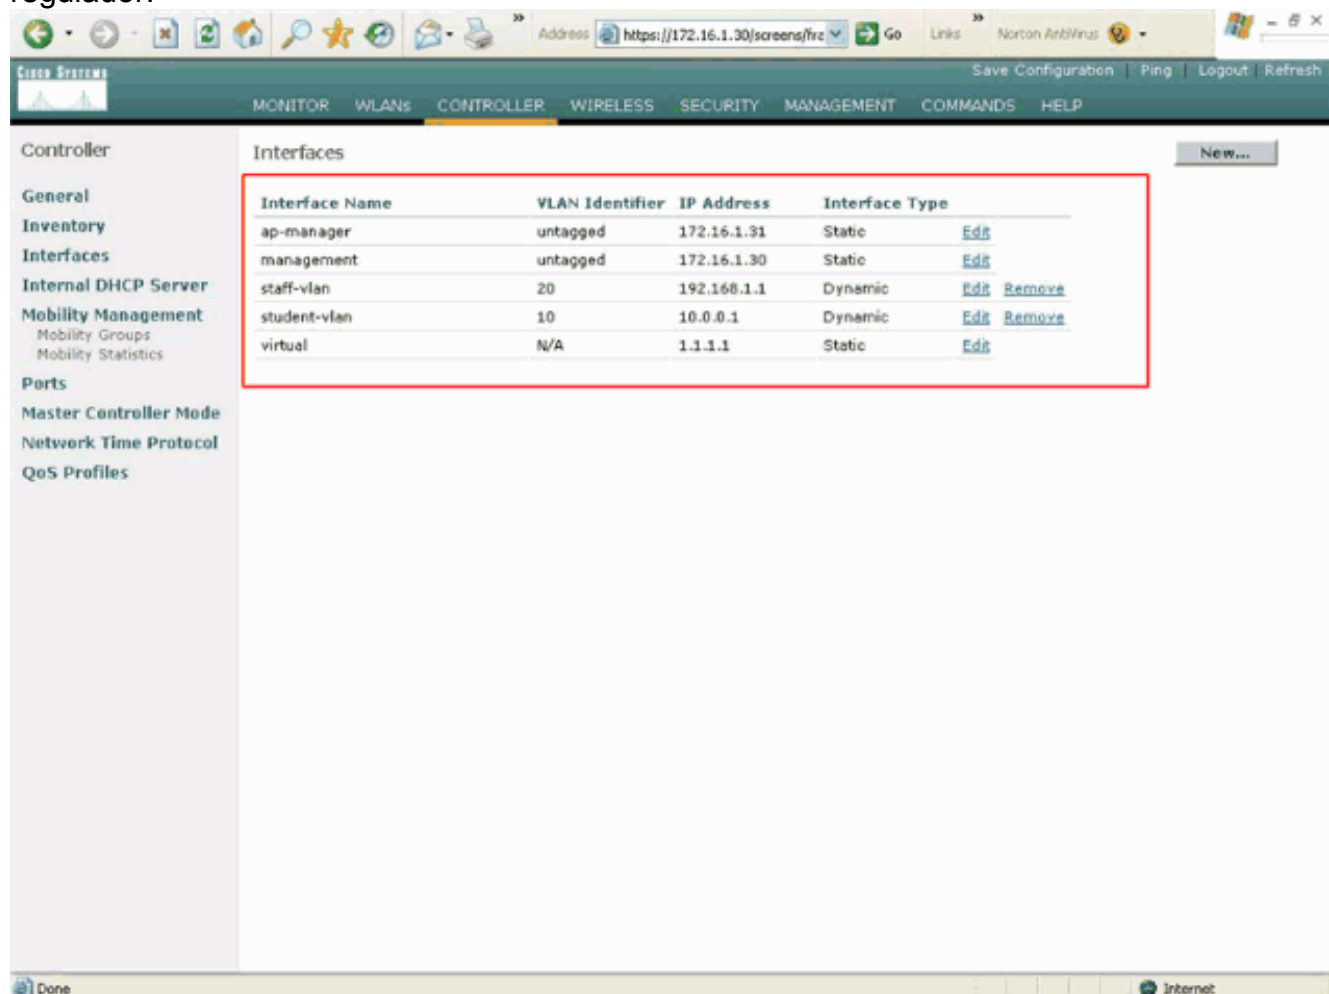 regulador.
Address https://172.16.1.30/screens/fra Go Links Norton AntiVirus
CISCO SYSTEMS
Save Configuration | Ping | Logout | Refresh
MONITOR WLANs CONTROLLER WIRELESS SECURITY MANAGEMENT COMMANDS HELP
Controller
General
Inventory
Interfaces
Internal DHCP Server
Mobility Management
Mobility Groups
Mobility Statistics
Ports
Master Controller Mode
Network Time Protocol
QoS Profiles
Interfaces
New...
Interface Name VLAN Identifier IP Address Interface Type
ap-manager untagged 172.16.1.31 Static Edit
management untagged 172.16.1.30 Static Edit
staff-vlan 20 192.168.1.1 Dynamic Edit Remove
student-vlan 10 10.0.0.1 Dynamic Edit Remove
virtual N/A 1.1.1.1 Static Edit
Done
Internet